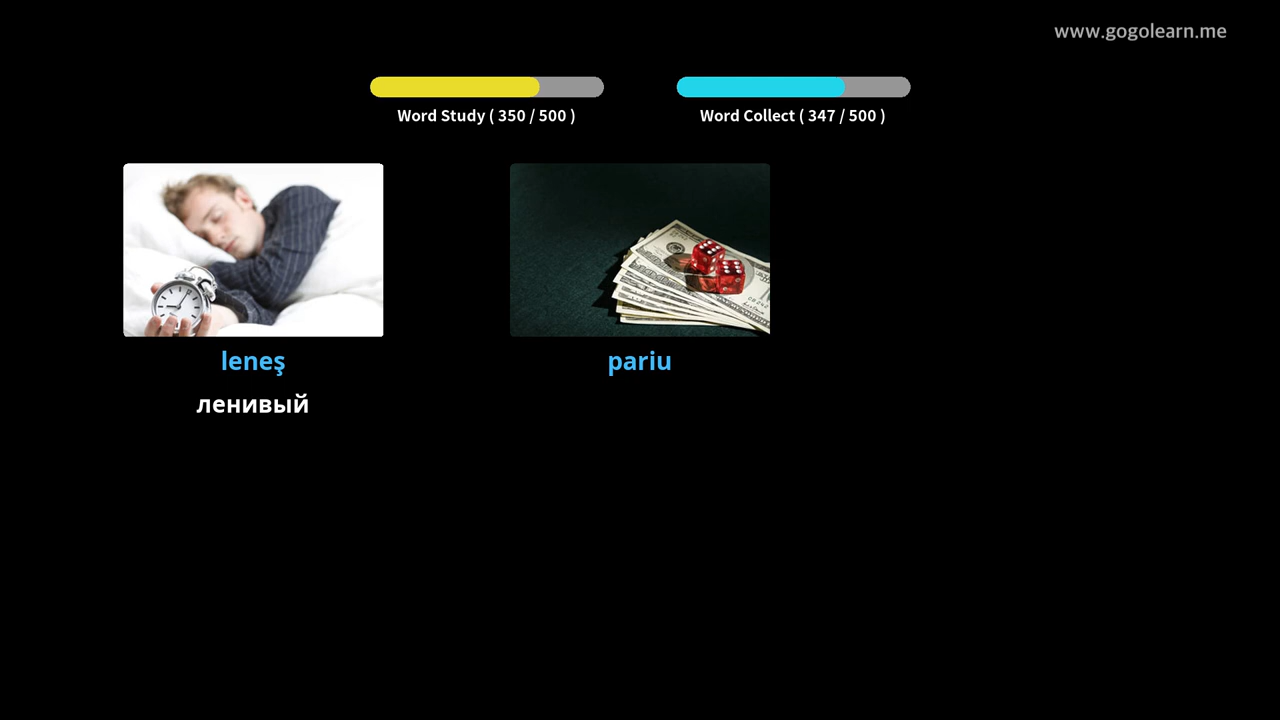 www.gogolearn.me
Word Study ( 350 / 500 )
Word Collect ( 347 / 500 )
leneş
pariu
ленивый